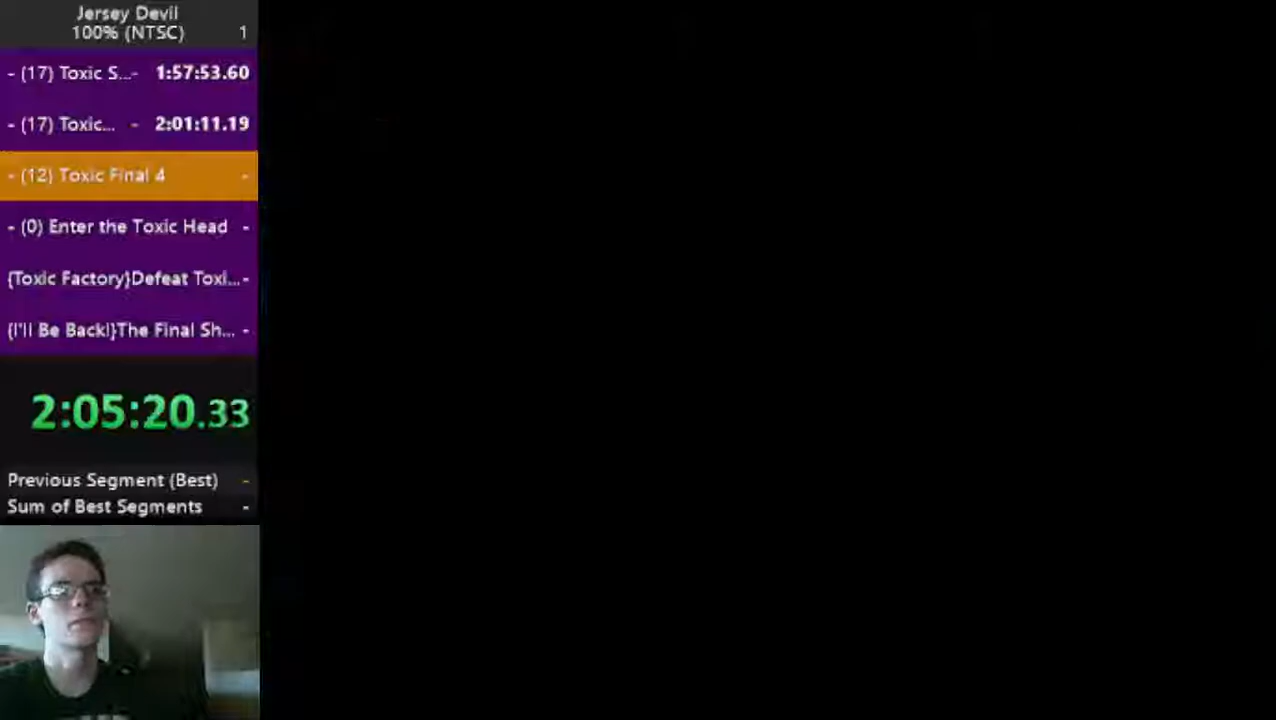 Jersey Devil
100% (NTSC) 1
- (17) Toxic S...- 1:57:53.60
- (17) Toxic... - 2:01:11.19
- (12) Toxic Final 4 -
- (0) Enter the Toxic Head -
{Toxic Factory}Defeat Toxi...-
{I'll Be Back!}The Final Sh... -
2:05:20.33
Previous Segment (Best) -
Sum of Best Segments -